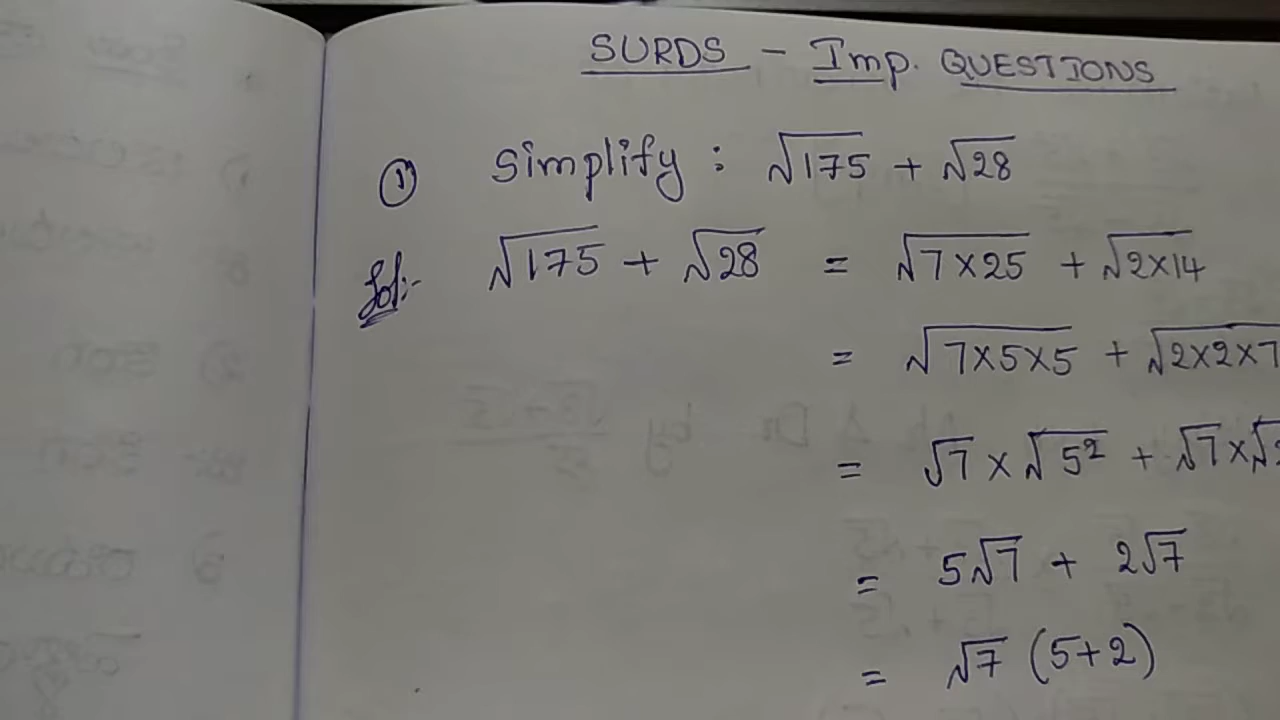 SURDS - Imp. QUESTIONS
① Simplify : √175 + √28
Sol:- √175 + √28 = √7×25 + √2×14
= √7×5×5 + √2×2×7
= √7 × √5² + √7 × √
= 5√7 + 2√7
= √7 (5+2)